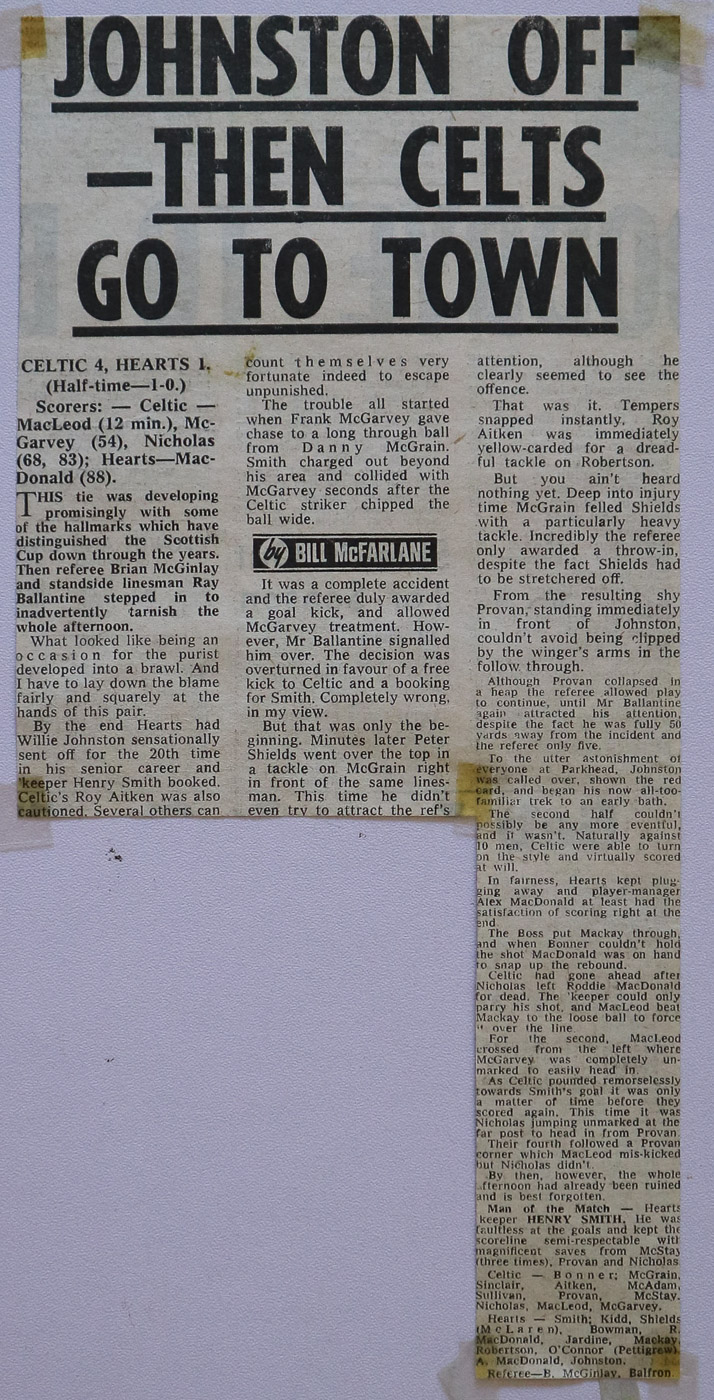 JOHNSTON OFF
—THEN CELTS
GO TO TOWN
CELTIC 4, HEARTS 1.
(Half-time—1-0.)
Scorers: — Celtic —
MacLeod (12 min.), Mc-
Garvey (54), Nicholas
(68, 83); Hearts—Mac-
Donald (88).
THIS tie was developing
promisingly with some
of the hallmarks which have
distinguished the Scottish
Cup down through the years.
Then referee Brian McGinlay
and standside linesman Ray
Ballantine stepped in to
inadvertently tarnish the
whole afternoon.
What looked like being an
occasion for the purist
developed into a brawl. And
I have to lay down the blame
fairly and squarely at the
hands of this pair.
By the end Hearts had
Willie Johnston sensationally
sent off for the 20th time
in his senior career and
'keeper Henry Smith booked.
Celtic's Roy Aitken was also
cautioned. Several others can
count themselves very
fortunate indeed to escape
unpunished.
The trouble all started
when Frank McGarvey gave
chase to a long through ball
from Danny McGrain.
Smith charged out beyond
his area and collided with
McGarvey seconds after the
Celtic striker chipped the
ball wide.
by BILL McFARLANE
It was a complete accident
and the referee duly awarded
a goal kick, and allowed
McGarvey treatment. How-
ever, Mr Ballantine signalled
him over. The decision was
overturned in favour of a free
kick to Celtic and a booking
for Smith. Completely wrong,
in my view.
But that was only the be-
ginning. Minutes later Peter
Shields went over the top in
a tackle on McGrain right
in front of the same lines-
man. This time he didn't
even try to attract the ref's
attention, although he
clearly seemed to see the
offence.
That was it. Tempers
snapped instantly. Roy
Aitken was immediately
yellow-carded for a dread-
ful tackle on Robertson.
But you ain't heard
nothing yet. Deep into injury
time McGrain felled Shields
with a particularly heavy
tackle. Incredibly the referee
only awarded a throw-in,
despite the fact Shields had
to be stretchered off.
From the resulting shy
Provan, standing immediately
in front of Johnston,
couldn't avoid being clipped
by the winger's arms in the
follow through.
Although Provan collapsed in
a heap the referee allowed play
to continue, until Mr Ballantine
again attracted his attention,
despite the fact he was fully 50
yards away from the incident and
the referee only five.
To the utter astonishment of
everyone at Parkhead, Johnston
was called over, shown the red
card, and began his now all-too-
familiar trek to an early bath.
The second half couldn't
possibly be any more eventful,
and it wasn't. Naturally against
10 men, Celtic were able to turn
on the style and virtually scored
at will.
In fairness, Hearts kept plug-
ging away and player-manager
Alex MacDonald at least had the
satisfaction of scoring right at the
end.
The Boss put Mackay through,
and when Bonner couldn't hold
the shot MacDonald was on hand
to snap up the rebound.
Celtic had gone ahead after
Nicholas left Roddie MacDonald
for dead. The 'keeper could only
parry his shot, and MacLeod beat
Mackay to the loose ball to force
it over the line
For the second, MacLeod
crossed from the left where
McGarvey was completely un-
marked to easily head in.
As Celtic pounded remorselessly
towards Smith's goal it was only
a matter of time before they
scored again. This time it was
Nicholas jumping unmarked at the
far post to head in from Provan.
Their fourth followed a Provan
corner which MacLeod mis-kicked
but Nicholas didn't.
By then, however, the whole
afternoon had already been ruined
and is best forgotten.
Man of the Match — Hearts
keeper HENRY SMITH. He was
faultless at the goals and kept the
scoreline semi-respectable with
magnificent saves from McStay
(three times), Provan and Nicholas
Celtic — Bonner; McGrain,
Sinclair, Aitken, McAdam,
Sullivan, Provan, McStay,
Nicholas, MacLeod, McGarvey.
Hearts — Smith; Kidd, Shields
(McLaren), Bowman, R.
MacDonald, Jardine, Mackay,
Robertson, O'Connor (Pettigrew),
A. MacDonald, Johnston.
Referee—B. McGinlay, Balfron